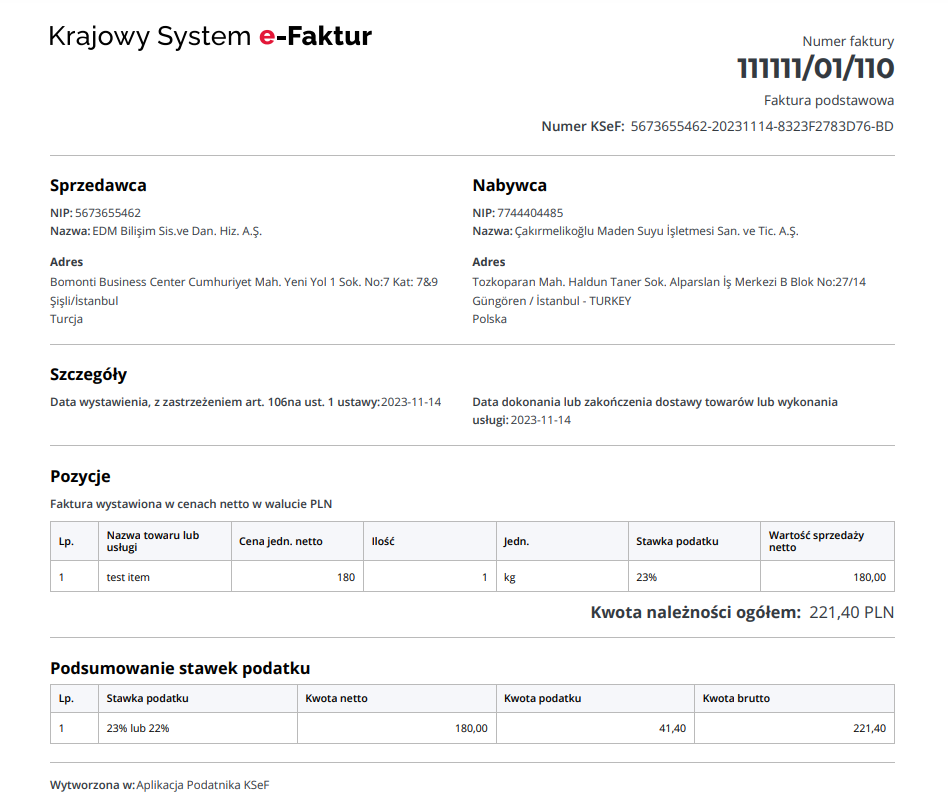 Krajowy System e-Faktur
Numer faktury
111111/01/110
Faktura podstawowa
Numer KSeF: 5673655462-20231114-8323F2783D76-BD
Sprzedawca
NIP: 5673655462
Nazwa: EDM Bilişim Sis.ve Dan. Hiz. A.Ş.
Adres
Bomonti Business Center Cumhuriyet Mah. Yeni Yol 1 Sok. No:7 Kat: 7&9
Şişli/İstanbul
Turcja
Nabywca
NIP: 7744404485
Nazwa: Çakırmelikoğlu Maden Suyu İşletmesi San. ve Tic. A.Ş.
Adres
Tozkoparan Mah. Haldun Taner Sok. Alparslan İş Merkezi B Blok No:27/14
Güngören / İstanbul - TURKEY
Polska
Szczegóły
Data wystawienia, z zastrzeżeniem art. 106na ust. 1 ustawy: 2023-11-14
Data dokonania lub zakończenia dostawy towarów lub wykonania
usługi: 2023-11-14
Pozycje
Faktura wystawiona w cenach netto w walucie PLN
Lp. Nazwa towaru lub usługi Cena jedn. netto Ilość Jedn. Stawka podatku Wartość sprzedaży netto
1 test item 180 1 kg 23% 180,00
Kwota należności ogółem: 221,40 PLN
Podsumowanie stawek podatku
Lp. Stawka podatku Kwota netto Kwota podatku Kwota brutto
1 23% lub 22% 180,00 41,40 221,40
Wytworzona w: Aplikacja Podatnika KSeF